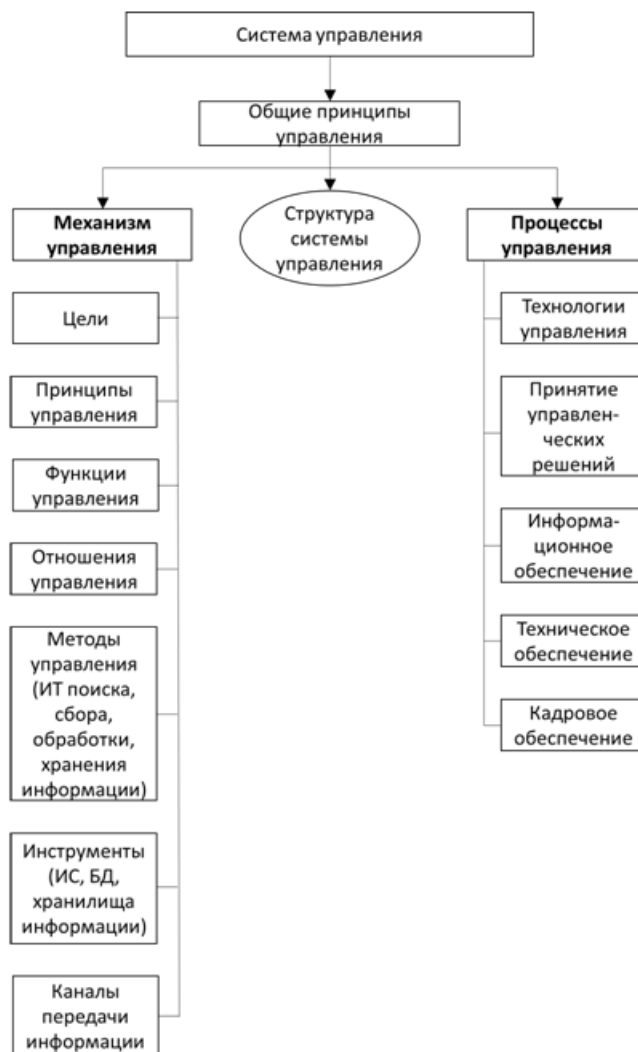 Система управления
Общие принципы
управления
Механизм
управления
Цели
Принципы
управления
Функции
управления
Отношения
управления
Методы
управления
(ИТ поиска,
сбора,
обработки,
хранения
информации)
Инструменты
(ИС, БД,
хранилища
информации)
Каналы
передачи
информации
Структура
системы
управления
Процессы
управления
Технологии
управления
Принятие
управлен-
ческих
решений
Информа-
ционное
обеспечение
Техническое
обеспечение
Кадровое
обеспечение